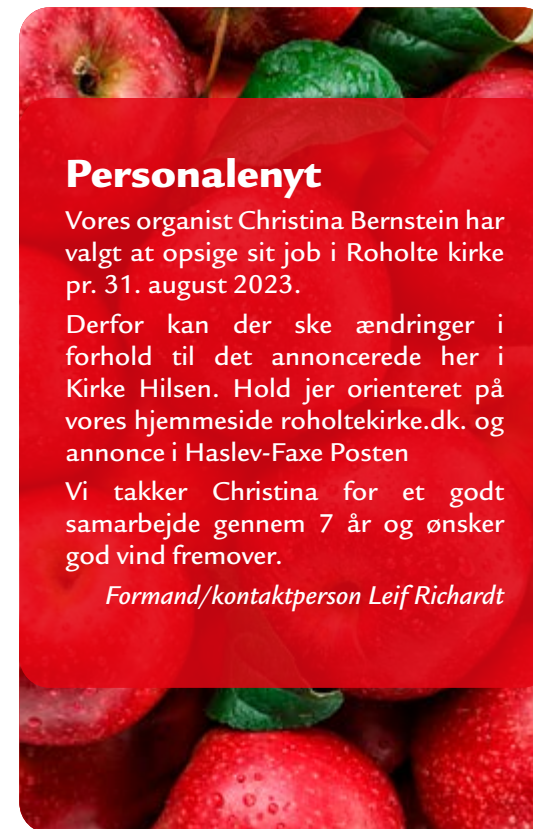 Personalenyt
Vores organist Christina Bernstein har
valgt at opsige sit job i Roholte kirke
pr. 31. august 2023.
Derfor kan der ske ændringer i
forhold til det annoncerede her i
Kirke Hilsen. Hold jer orienteret på
vores hjemmeside roholtekirke.dk. og
annonce i Haslev-Faxe Posten
Vi takker Christina for et godt
samarbejde gennem 7 år og ønsker
god vind fremover.
Formand/kontaktperson Leif Richardt